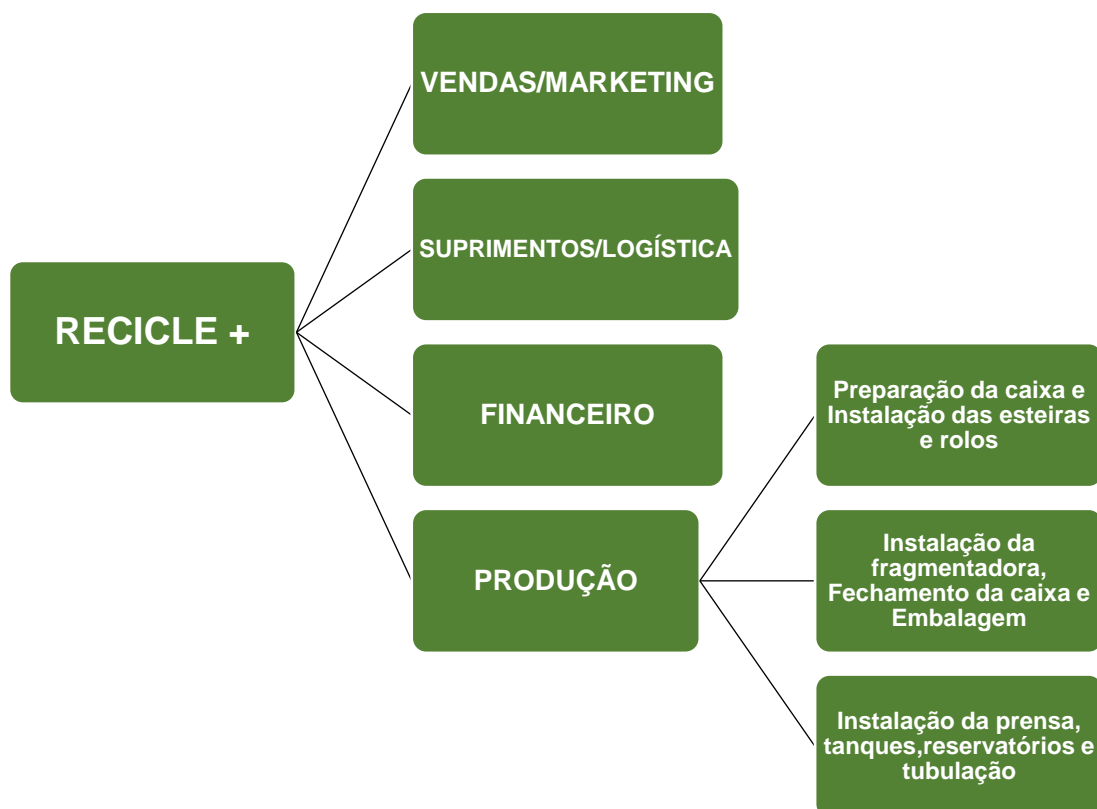 RECICLE +
VENDAS/MARKETING
SUPRIMENTOS/LOGÍSTICA
FINANCEIRO
PRODUÇÃO
Preparação da caixa e
Instalação das esteiras
e rolos
Instalação da
fragmentadora,
Fechamento da caixa e
Embalagem
Instalação da prensa,
tanques,reservatórios e
tubulação